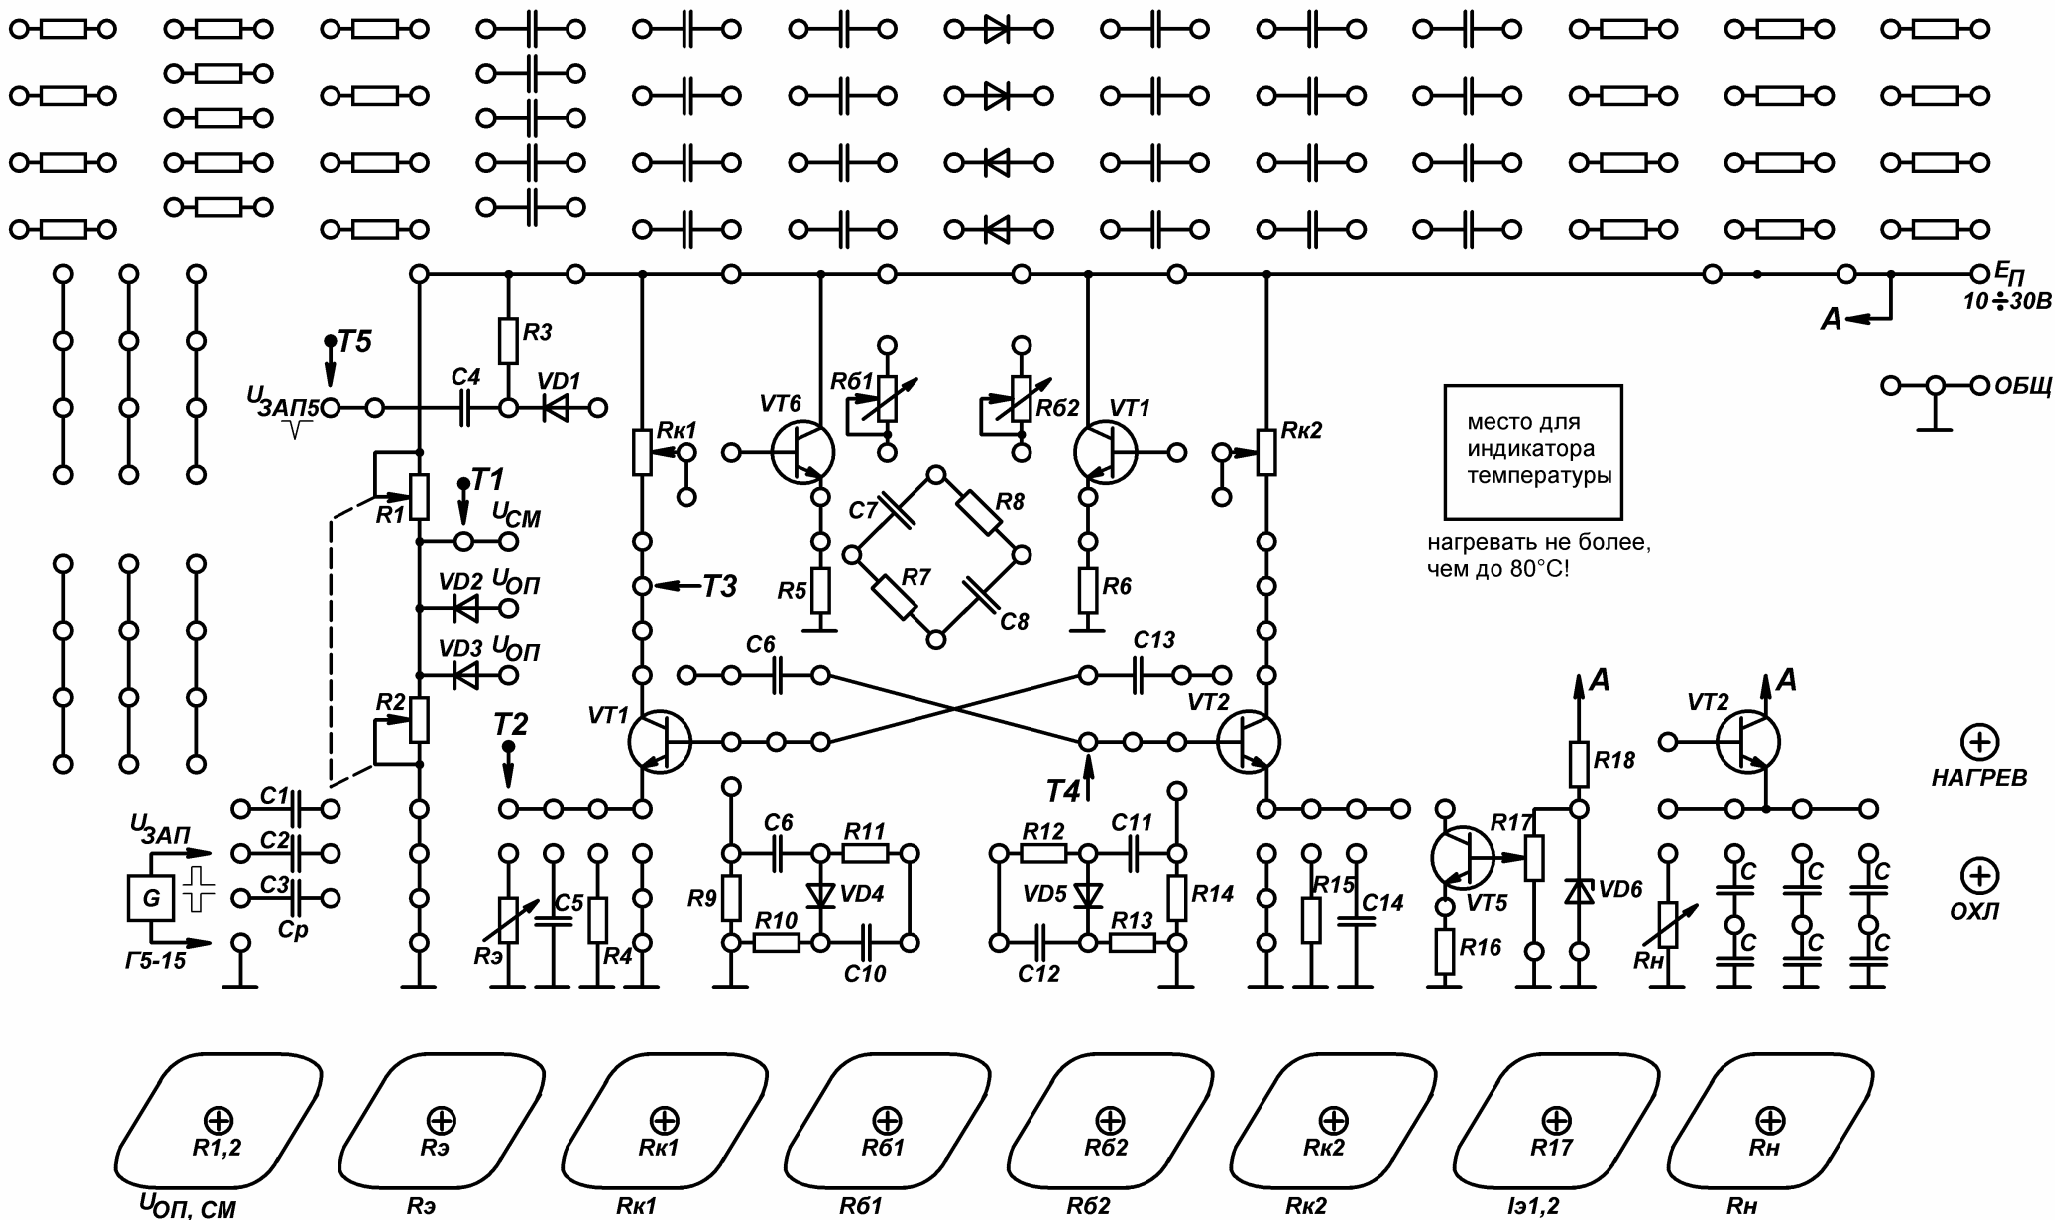 EП
10÷30В
A
T5
R3
C4
VD1
UЗАП5
Rк1
VT6
Rб1
Rб2
VT1
Rк2
ОБЩ
место для
индикатора
температуры
нагревать не более,
чем до 80°C!
R1
T1
UСМ
C7
R8
VD2
UОП
T3
R5
R7
C8
R6
VD3
UОП
C6
C13
R2
T2
VT1
VT2
A
A
VT2
R18
НАГРЕВ
T4
C1
UЗАП
C2
C3
Cр
G
Г5-15
C6
R11
R12
C11
R17
Rэ
C5
R4
R9
VD4
R10
C10
VD5
R14
R13
C12
R15
C14
VT5
R16
VD6
Rн
C
C
C
C
C
C
ОХЛ
R1,2
Rэ
Rк1
Rб1
Rб2
Rк2
R17
Rн
UОП, СМ
Rэ
Rк1
Rб1
Rб2
Rк2
Iэ1,2
Rн